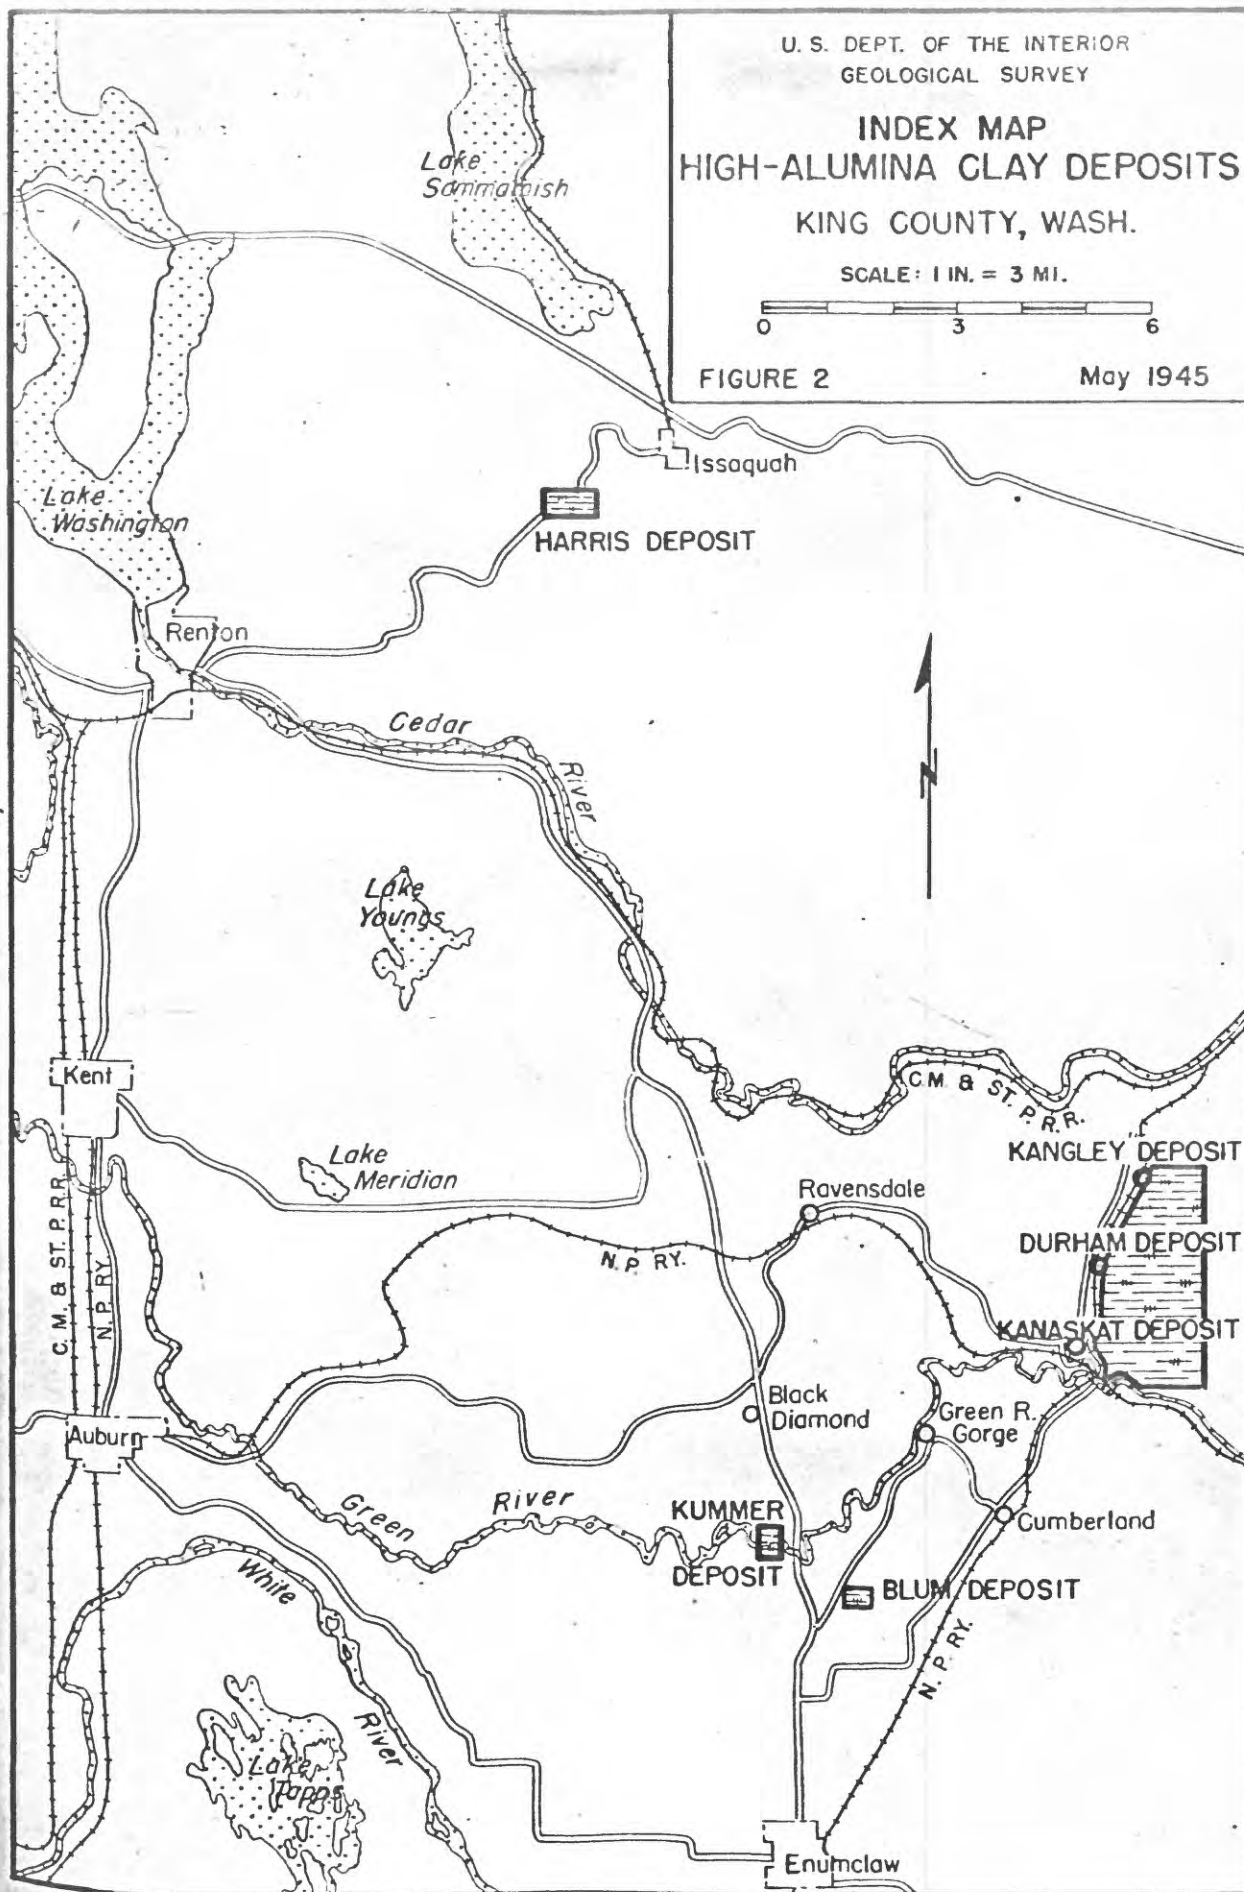 U. S. DEPT. OF THE INTERIOR
GEOLOGICAL SURVEY
INDEX MAP
HIGH-ALUMINA CLAY DEPOSITS
KING COUNTY, WASH.
SCALE: 1 IN. = 3 MI.
0 3 6
FIGURE 2 May 1945
Lake
Sammamish
Issaquah
Lake
Washington
HARRIS DEPOSIT
Renton
Cedar
River
N
Lake
Youngs
Kent
C.M. & ST. P. R.R.
KANGLEY DEPOSIT
Lake
Meridian
Ravensdale
DURHAM DEPOSIT
N. P. RY.
C. M. & ST. P. R.R.
N. P. RY.
KANASKAT DEPOSIT
Black
Diamond
Green R.
Gorge
Auburn
Green
River
KUMMER
DEPOSIT
Cumberland
White
River
BLUM DEPOSIT
N. P. RY.
Lake
Tapps
Enumclaw